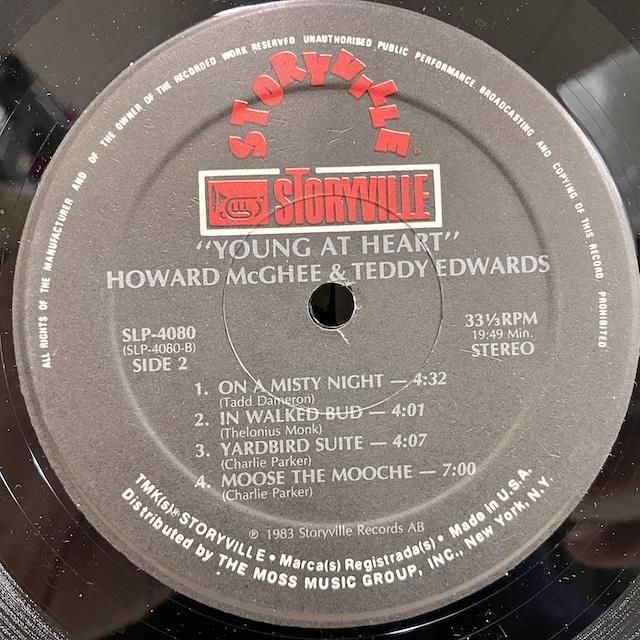 ALL RIGHTS OF THE MANUFACTURER AND OF THE OWNER OF THE RECORDED WORK RESERVED UNAUTHORISED PUBLIC PERFORMANCE BROADCASTING AND COPYING OF THIS RECORD PROHIBITED
STORYVILLE
STORYVILLE
"YOUNG AT HEART"
HOWARD McGHEE & TEDDY EDWARDS
SLP-4080
(SLP-4080-B)
SIDE 2
33⅓RPM
19:49 Min.
STEREO
1. ON A MISTY NIGHT — 4:32
(Tadd Dameron)
2. IN WALKED BUD — 4:01
(Thelonius Monk)
3. YARDBIRD SUITE — 4:07
(Charlie Parker)
4. MOOSE THE MOOCHE — 7:00
(Charlie Parker)
℗ 1983 Storyville Records AB
TMK(s)® STORYVILLE • Marca(s) Registrada(s) • Made in U.S.A.
Distributed by THE MOSS MUSIC GROUP, INC., New York, N.Y.